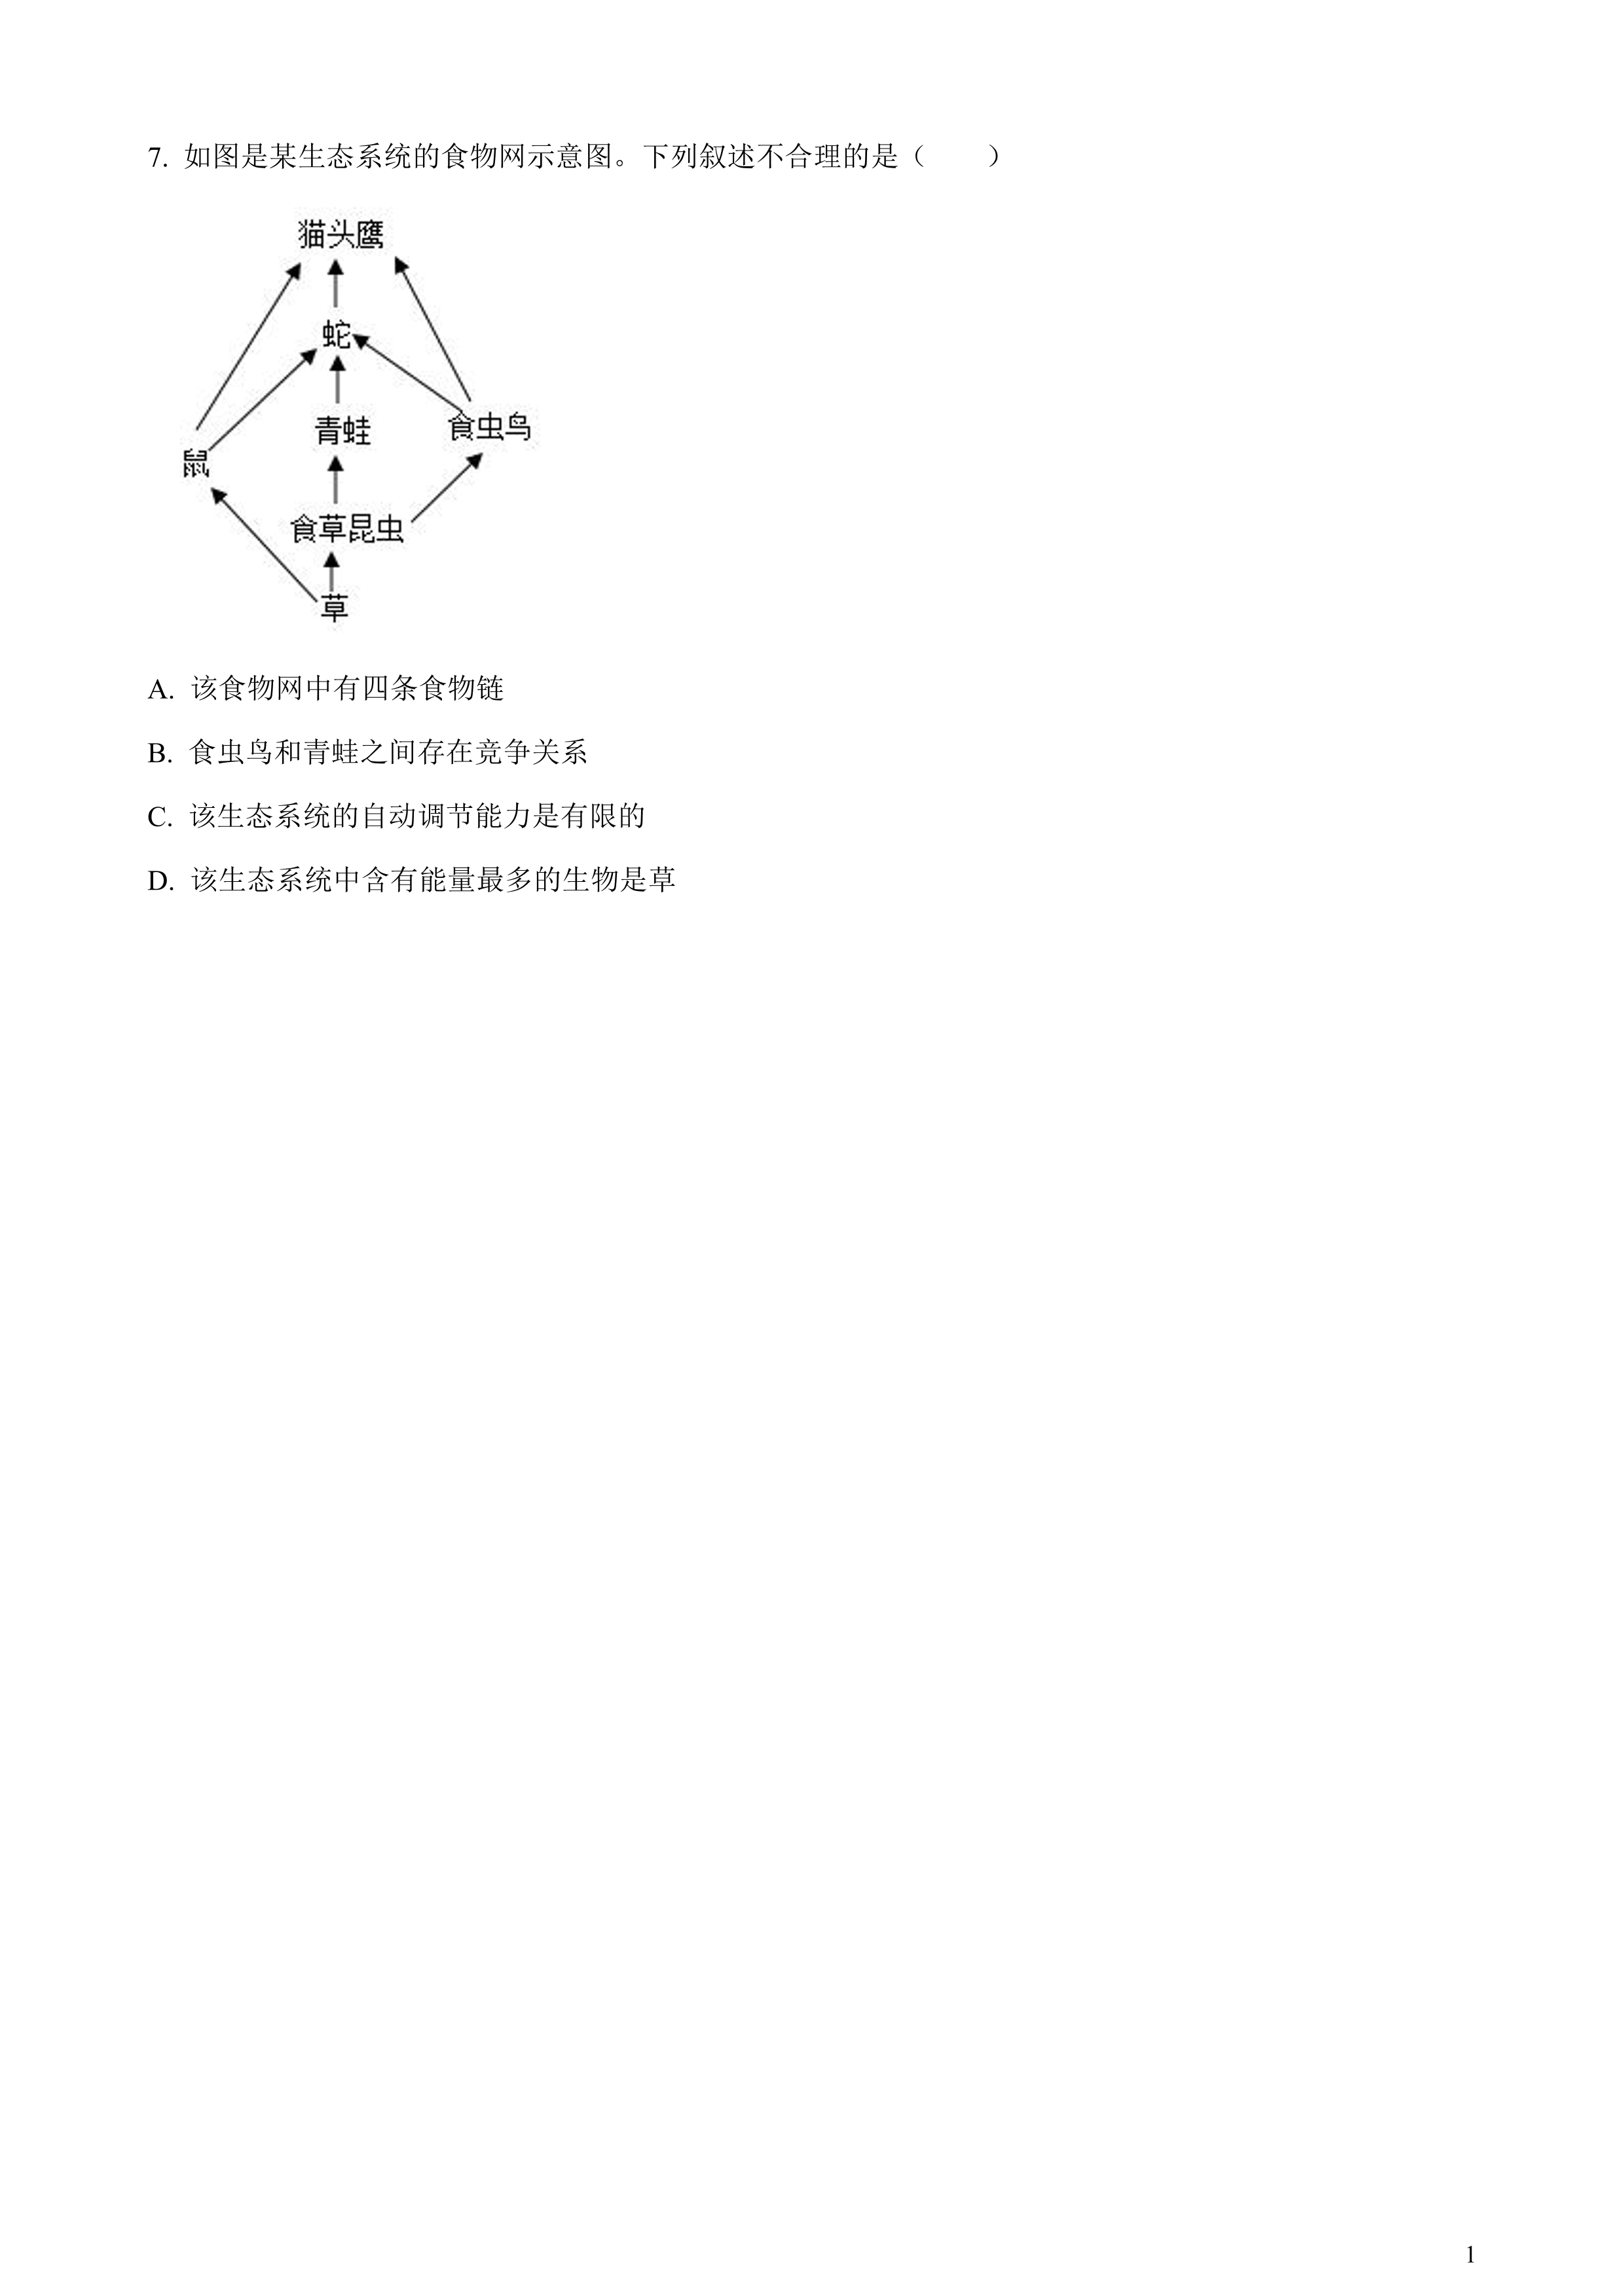 7. 如图是某生态系统的食物网示意图。下列叙述不合理的是（　　）
猫头鹰
蛇
青蛙
食虫鸟
鼠
食草昆虫
草
A. 该食物网中有四条食物链
B. 食虫鸟和青蛙之间存在竞争关系
C. 该生态系统的自动调节能力是有限的
D. 该生态系统中含有能量最多的生物是草
1